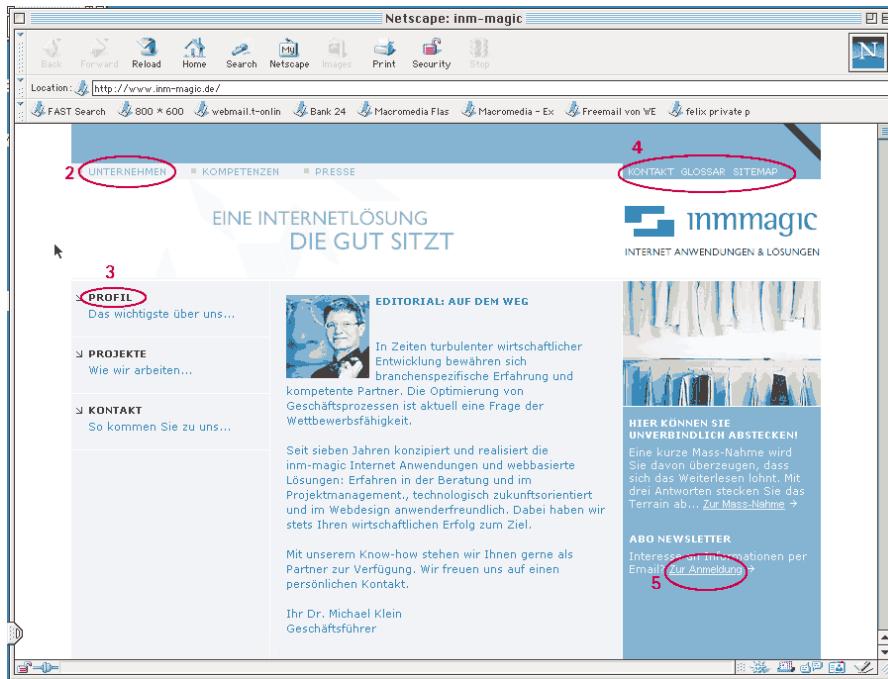 Netscape: inm-magic
Back Forward Reload Home Search Netscape Images Print Security Stop
My
N
Location: http://www.inm-magic.de/
FAST Search 800 * 600 webmail.t-onlin Bank 24 Macromedia Flas Macromedia - Ex Freemail von WE felix private p
4
2 UNTERNEHMEN KOMPETENZEN PRESSE
KONTAKT GLOSSAR SITEMAP
EINE INTERNETLÖSUNG
DIE GUT SITZT
inmmagic
INTERNET ANWENDUNGEN & LÖSUNGEN
3
PROFIL
Das wichtigste über uns...
PROJEKTE
Wie wir arbeiten...
KONTAKT
So kommen Sie zu uns...
EDITORIAL: AUF DEM WEG
In Zeiten turbulenter wirtschaftlicher
Entwicklung bewähren sich
branchenspezifische Erfahrung und
kompetente Partner. Die Optimierung von
Geschäftsprozessen ist aktuell eine Frage der
Wettbewerbsfähigkeit.
Seit sieben Jahren konzipiert und realisiert die
inm-magic Internet Anwendungen und webbasierte
Lösungen: Erfahren in der Beratung und im
Projektmanagement., technologisch zukunftsorientiert
und im Webdesign anwenderfreundlich. Dabei haben wir
stets Ihren wirtschaftlichen Erfolg zum Ziel.
Mit unserem Know-how stehen wir Ihnen gerne als
Partner zur Verfügung. Wir freuen uns auf einen
persönlichen Kontakt.
Ihr Dr. Michael Klein
Geschäftsführer
HIER KÖNNEN SIE
UNVERBINDLICH ABSTECKEN!
Eine kurze Mass-Nahme wird
Sie davon überzeugen, dass
sich das Weiterlesen lohnt. Mit
drei Antworten stecken Sie das
Terrain ab... Zur Mass-Nahme →
ABO NEWSLETTER
Interesse an Informationen per
Email? Zur Anmeldung →
5